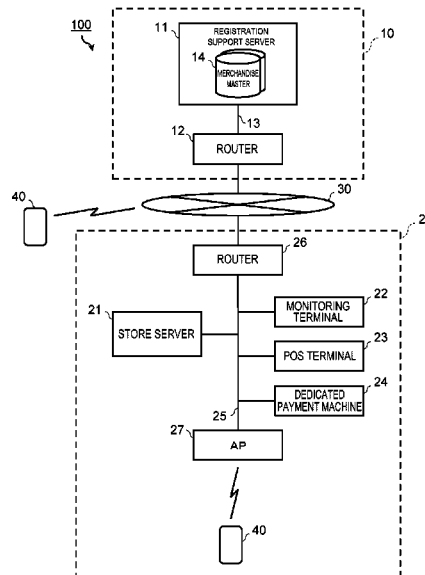 100
11
REGISTRATION
SUPPORT SERVER
14
MERCHANDISE
MASTER
10
13
12
ROUTER
30
40
2
26
ROUTER
22
MONITORING
TERMINAL
21
STORE SERVER
23
POS TERMINAL
24
DEDICATED
PAYMENT MACHINE
25
27
AP
40